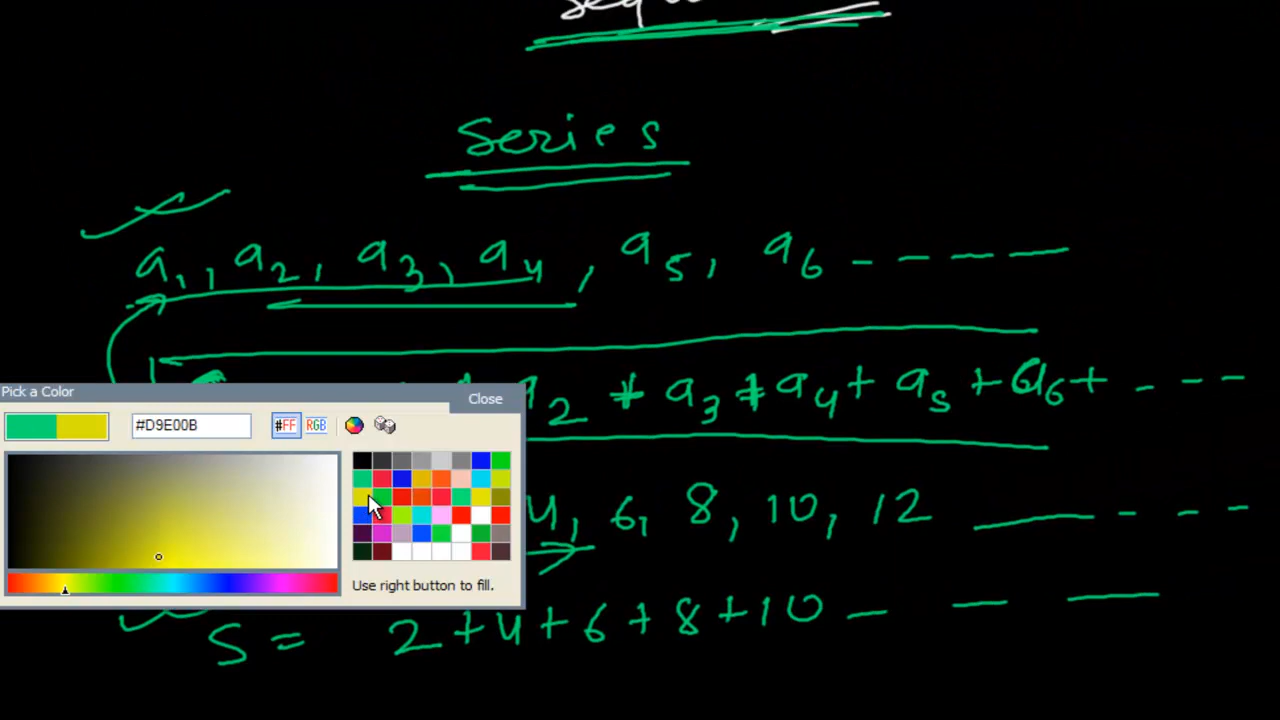 Series
a1, a2, a3, a4, a5, a6 - - - -
a2 + a3 + a4 + a5 + a6 + - - -
Pick a Color
Close
#D9E00B
#FF RGB
4, 6, 8, 10, 12 - - - -
Use right button to fill.
S = 2+4+6+8+10 - - -